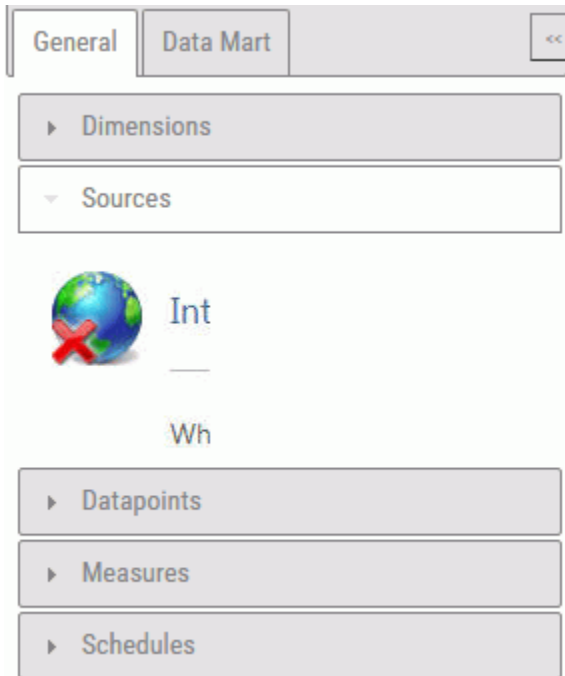 General Data Mart <<
Dimensions
Sources
Int
Wh
Datapoints
Measures
Schedules